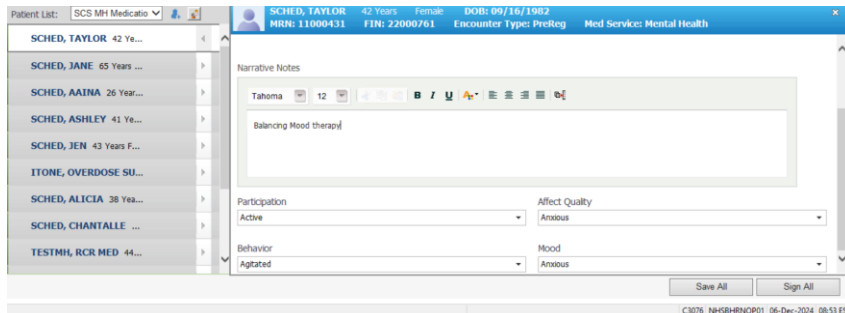 Patient List: SCS MH Medicatio
SCHED, TAYLOR 42 Years Female DOB: 09/16/1982
MRN: 11000431 FIN: 22000761 Encounter Type: PreReg Med Service: Mental Health
SCHED, TAYLOR 42 Ye...
SCHED, JANE 65 Years ...
SCHED, AAINA 26 Year...
SCHED, ASHLEY 41 Ye...
SCHED, JEN 43 Years F...
ITONE, OVERDOSE SU...
SCHED, ALICIA 38 Yea...
SCHED, CHANTALLE ...
TESTMH, RCR MED 44...
Narrative Notes
Tahoma 12 B I U A
Balancing Mood therapy
Participation Affect Quality
Active Anxious
Behavior Mood
Agitated Anxious
Save All Sign All
C3076 NHSBHRNOP01 06-Dec-2024 08:53 ES